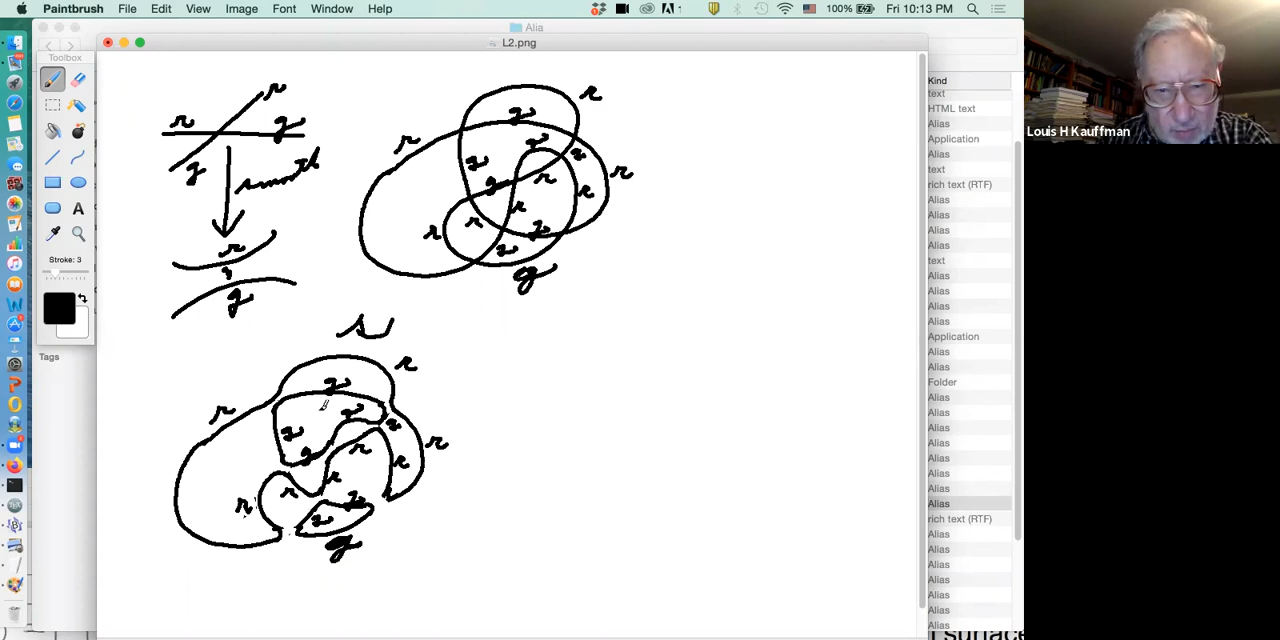 Paintbrush File Edit View Image Font Window Help
1
100% Fri 10:13 PM
Alia
L2.png
Toolbox
A
Stroke: 3
Tags
r
r g
g
smooth
r
g
r
r
r
r
r
r
r
r
g
r
g
r
r
r
r
r
r
r
g
Kind
text
HTML text
Alias
Application
Alias
text
rich text (RTF)
Alias
Alias
Alias
text
Alias
Alias
Alias
Alias
Application
Alias
Alias
Folder
Alias
Alias
Alias
Alias
Alias
Alias
Alias
Alias
Alias
rich text (RTF)
Alias
Alias
Alias
Alias
Alias
Alias
Alias
Louis H Kauffman
surface